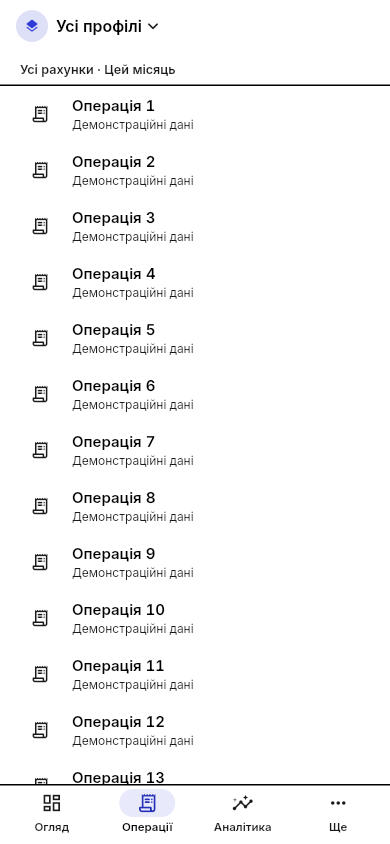 Усі профілі
Усі рахунки · Цей місяць
Операція 1
Демонстраційні дані
Операція 2
Демонстраційні дані
Операція 3
Демонстраційні дані
Операція 4
Демонстраційні дані
Операція 5
Демонстраційні дані
Операція 6
Демонстраційні дані
Операція 7
Демонстраційні дані
Операція 8
Демонстраційні дані
Операція 9
Демонстраційні дані
Операція 10
Демонстраційні дані
Операція 11
Демонстраційні дані
Операція 12
Демонстраційні дані
Операція 13
Огляд
Операції
Аналітика
Ще